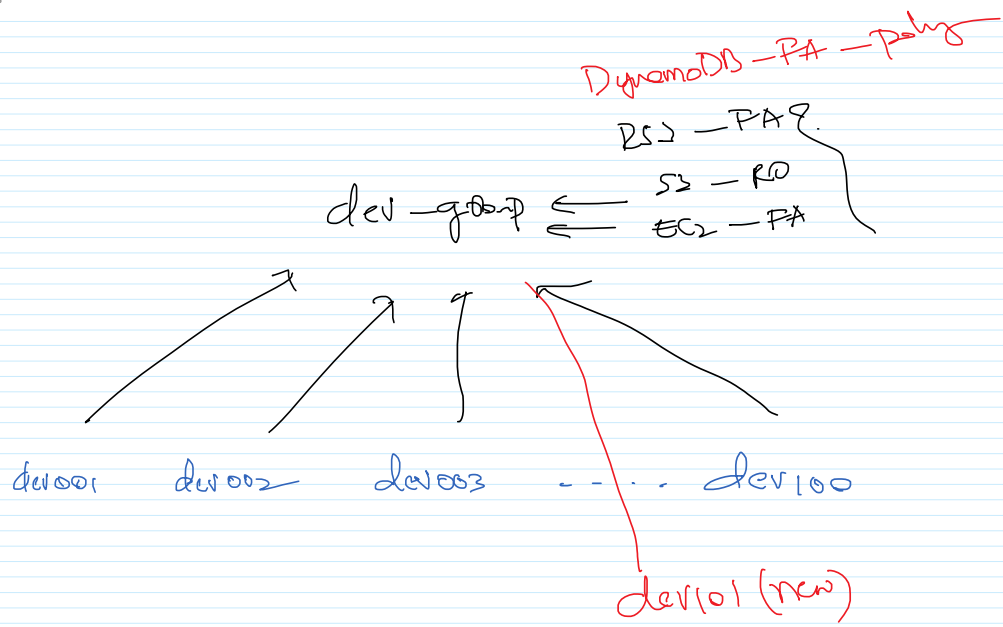 DynamoDB-FA-policy
RDS - FA
S3 - RO
dev-group
EC2 - FA
dev001 dev002 dev003 ..... dev100
dev101 (new)